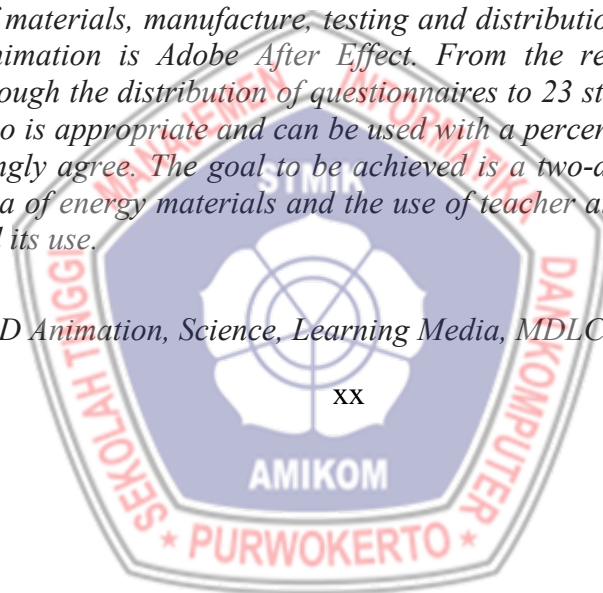 f materials, manufacture, testing and distributio
nimation is Adobe After Effect. From the re
rough the distribution of questionnaires to 23 st
o is appropriate and can be used with a percen
ngly agree. The goal to be achieved is a two-d
a of energy materials and the use of teacher a
l its use.
D Animation, Science, Learning Media, MDLC
xx
SEKOLAH TINGGI MANAJEMEN INFORMATIKA DAN KOMPUTER
STMIK
AMIKOM
* PURWOKERTO *